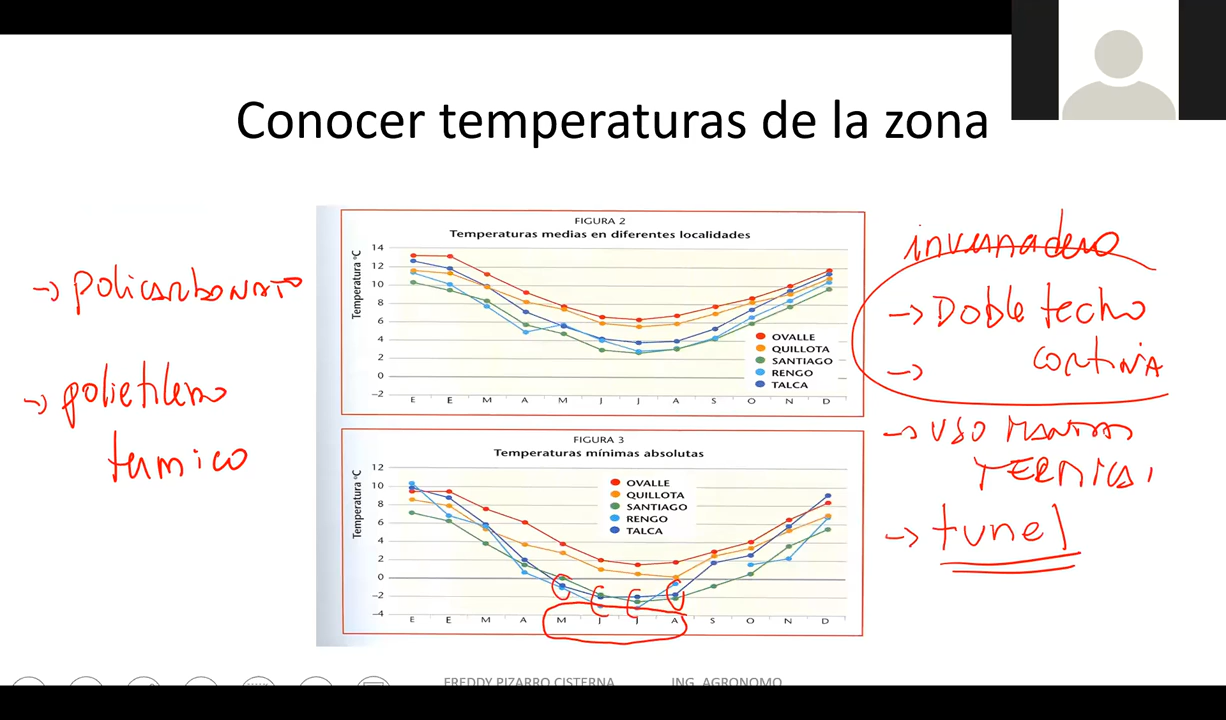 Conocer temperaturas de la zona
→ policarbonato
→ polietileno
termico
FIGURA 2
Temperaturas medias en diferentes localidades
Temperatura °C
14
12
10
8
6
4
2
0
−2
OVALLE
QUILLOTA
SANTIAGO
RENGO
TALCA
E E M A M J J A S O N D
FIGURA 3
Temperaturas mínimas absolutas
Temperatura °C
12
10
8
6
4
2
0
−2
−4
OVALLE
QUILLOTA
SANTIAGO
RENGO
TALCA
E E M A M J J A S O N D
invernadero
→ Doble techo
→ cortina
→ USO MANTAS
TERMICAS
→ tunel
FREDDY PIZARRO CISTERNA ING. AGRONOMO